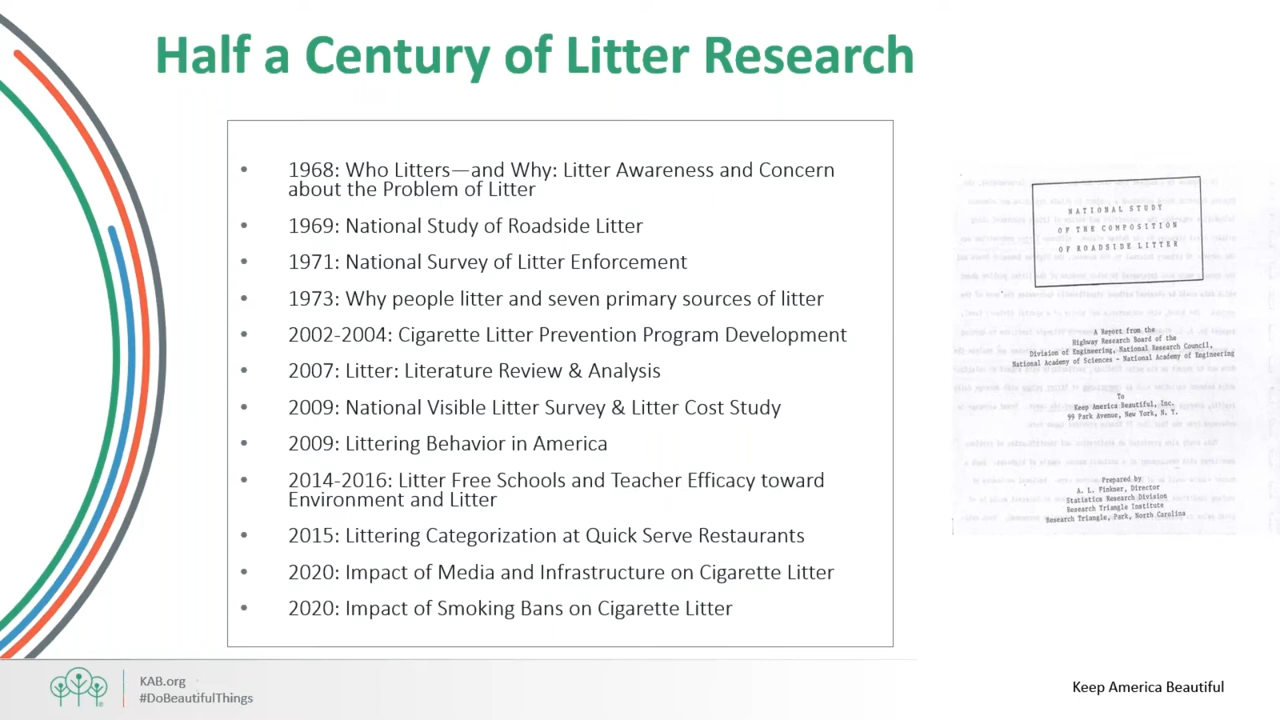 Half a Century of Litter Research
• 1968: Who Litters—and Why: Litter Awareness and Concern
about the Problem of Litter
• 1969: National Study of Roadside Litter
• 1971: National Survey of Litter Enforcement
• 1973: Why people litter and seven primary sources of litter
• 2002-2004: Cigarette Litter Prevention Program Development
• 2007: Litter: Literature Review & Analysis
• 2009: National Visible Litter Survey & Litter Cost Study
• 2009: Littering Behavior in America
• 2014-2016: Litter Free Schools and Teacher Efficacy toward
Environment and Litter
• 2015: Littering Categorization at Quick Serve Restaurants
• 2020: Impact of Media and Infrastructure on Cigarette Litter
• 2020: Impact of Smoking Bans on Cigarette Litter
NATIONAL STUDY
OF THE COMPOSITION
OF ROADSIDE LITTER
A Report from the
Highway Research Board of the
Division of Engineering, National Research Council,
National Academy of Sciences - National Academy of Engineering
To
Keep America Beautiful, Inc.
99 Park Avenue, New York, N. Y.
Prepared by
A. L. Finkner, Director
Statistics Research Division
Research Triangle Institute
Research Triangle, Park, North Carolina
KAB.org
#DoBeautifulThings
Keep America Beautiful